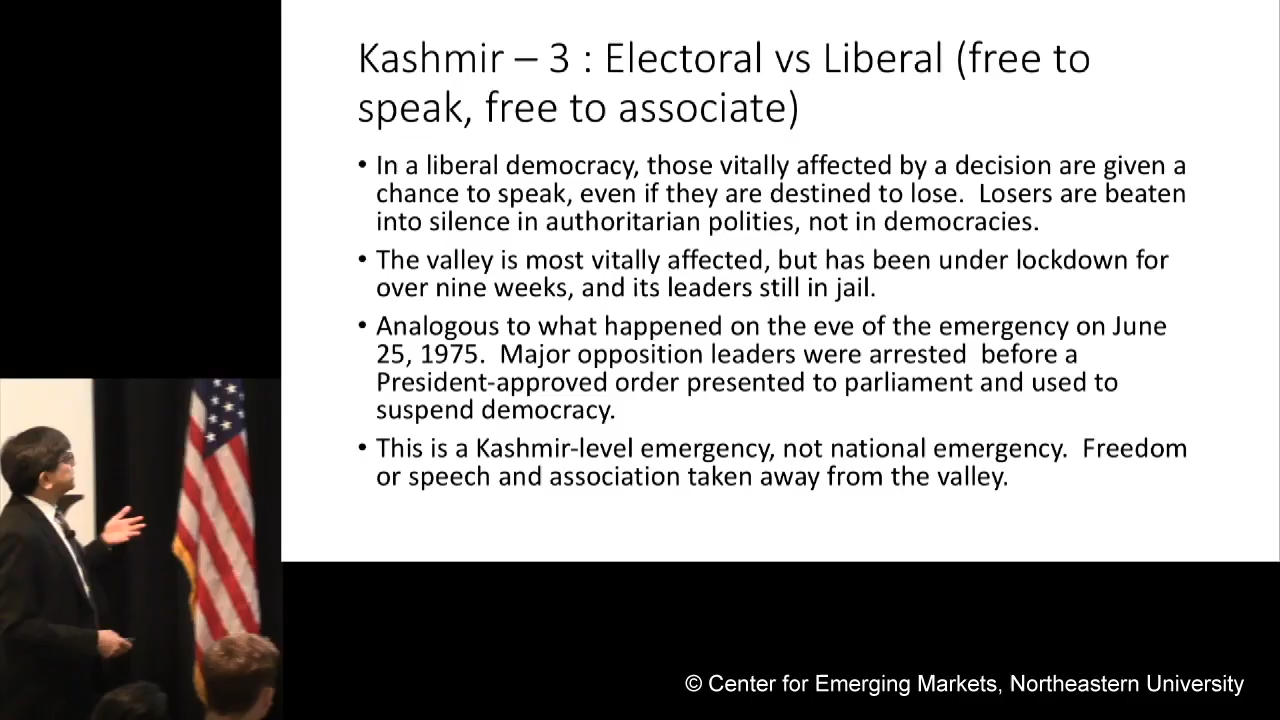 Kashmir – 3 : Electoral vs Liberal (free to
speak, free to associate)
• In a liberal democracy, those vitally affected by a decision are given a
chance to speak, even if they are destined to lose.  Losers are beaten
into silence in authoritarian polities, not in democracies.
• The valley is most vitally affected, but has been under lockdown for
over nine weeks, and its leaders still in jail.
• Analogous to what happened on the eve of the emergency on June
25, 1975.  Major opposition leaders were arrested  before a
President-approved order presented to parliament and used to
suspend democracy.
• This is a Kashmir-level emergency, not national emergency.  Freedom
or speech and association taken away from the valley.
© Center for Emerging Markets, Northeastern University